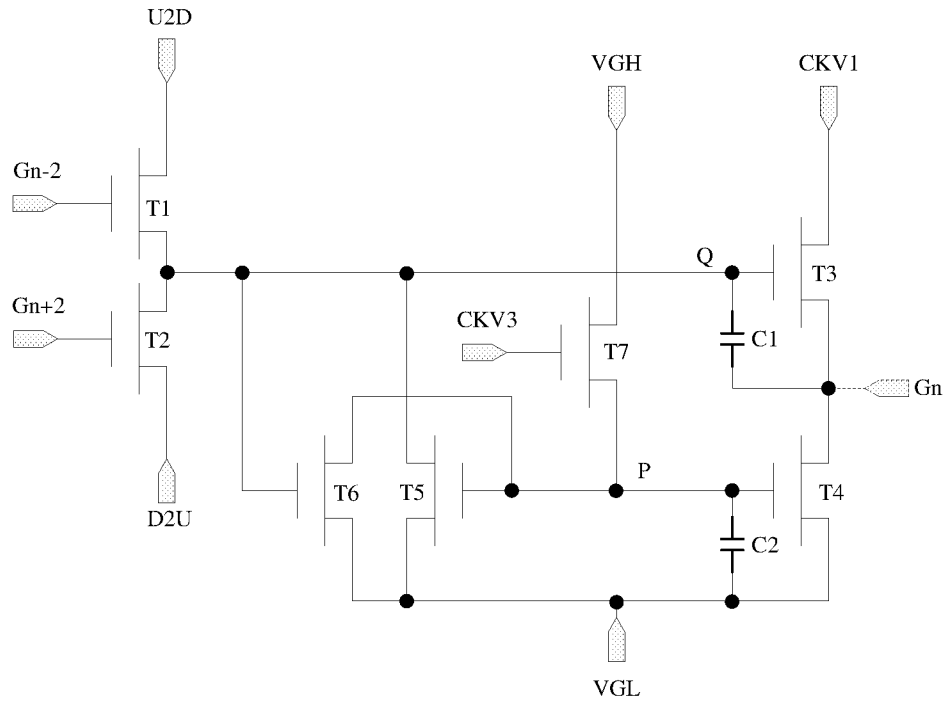 U2D
VGH
CKV1
Gn-2
T1
Q
T3
Gn+2
CKV3
T2
T7
C1
Gn
P
T6
T5
T4
D2U
C2
VGL